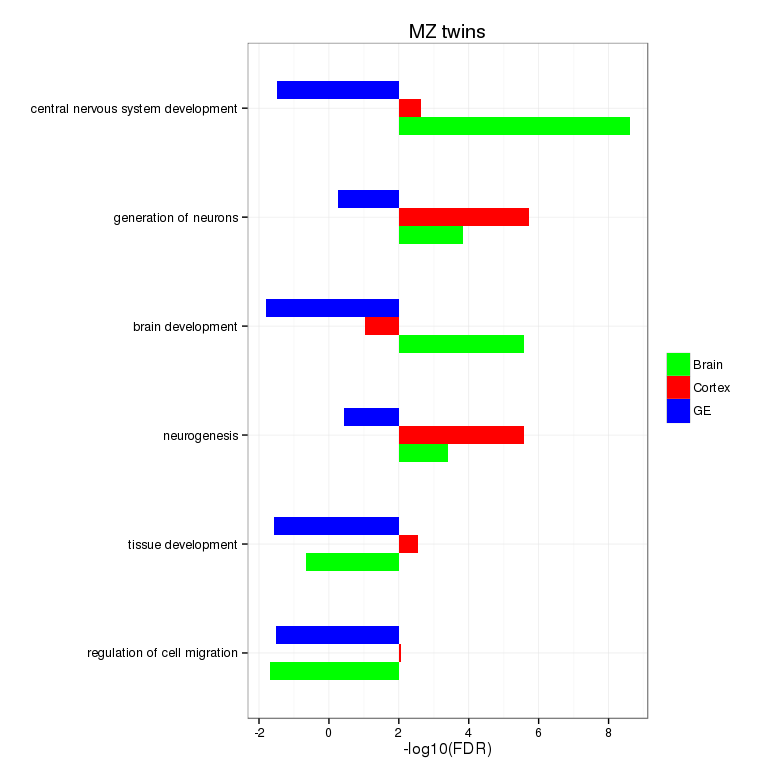 MZ twins
central nervous system development
generation of neurons
brain development
neurogenesis
tissue development
regulation of cell migration
Brain
Cortex
GE
-2 0 2 4 6 8
-log10(FDR)